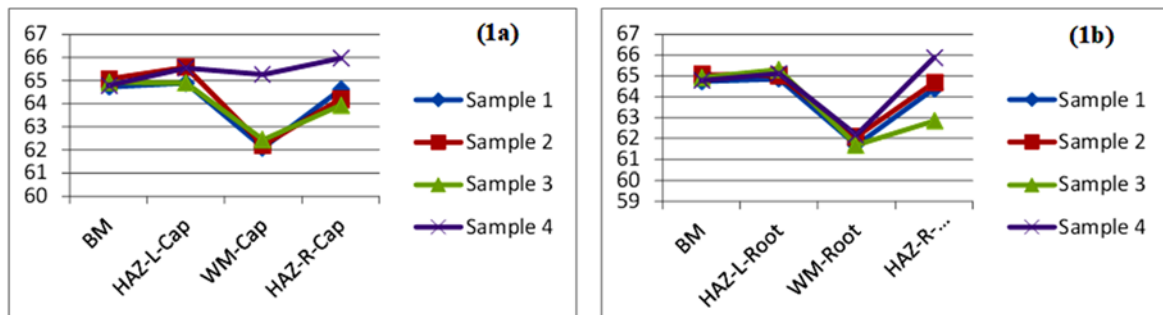 (1a)
67
66
65
64
63
62
61
60
BM
HAZ-L-Cap
WM-Cap
HAZ-R-Cap
Sample 1
Sample 2
Sample 3
Sample 4
(1b)
67
66
65
64
63
62
61
60
59
BM
HAZ-L-Root
WM-Root
HAZ-R-...
Sample 1
Sample 2
Sample 3
Sample 4